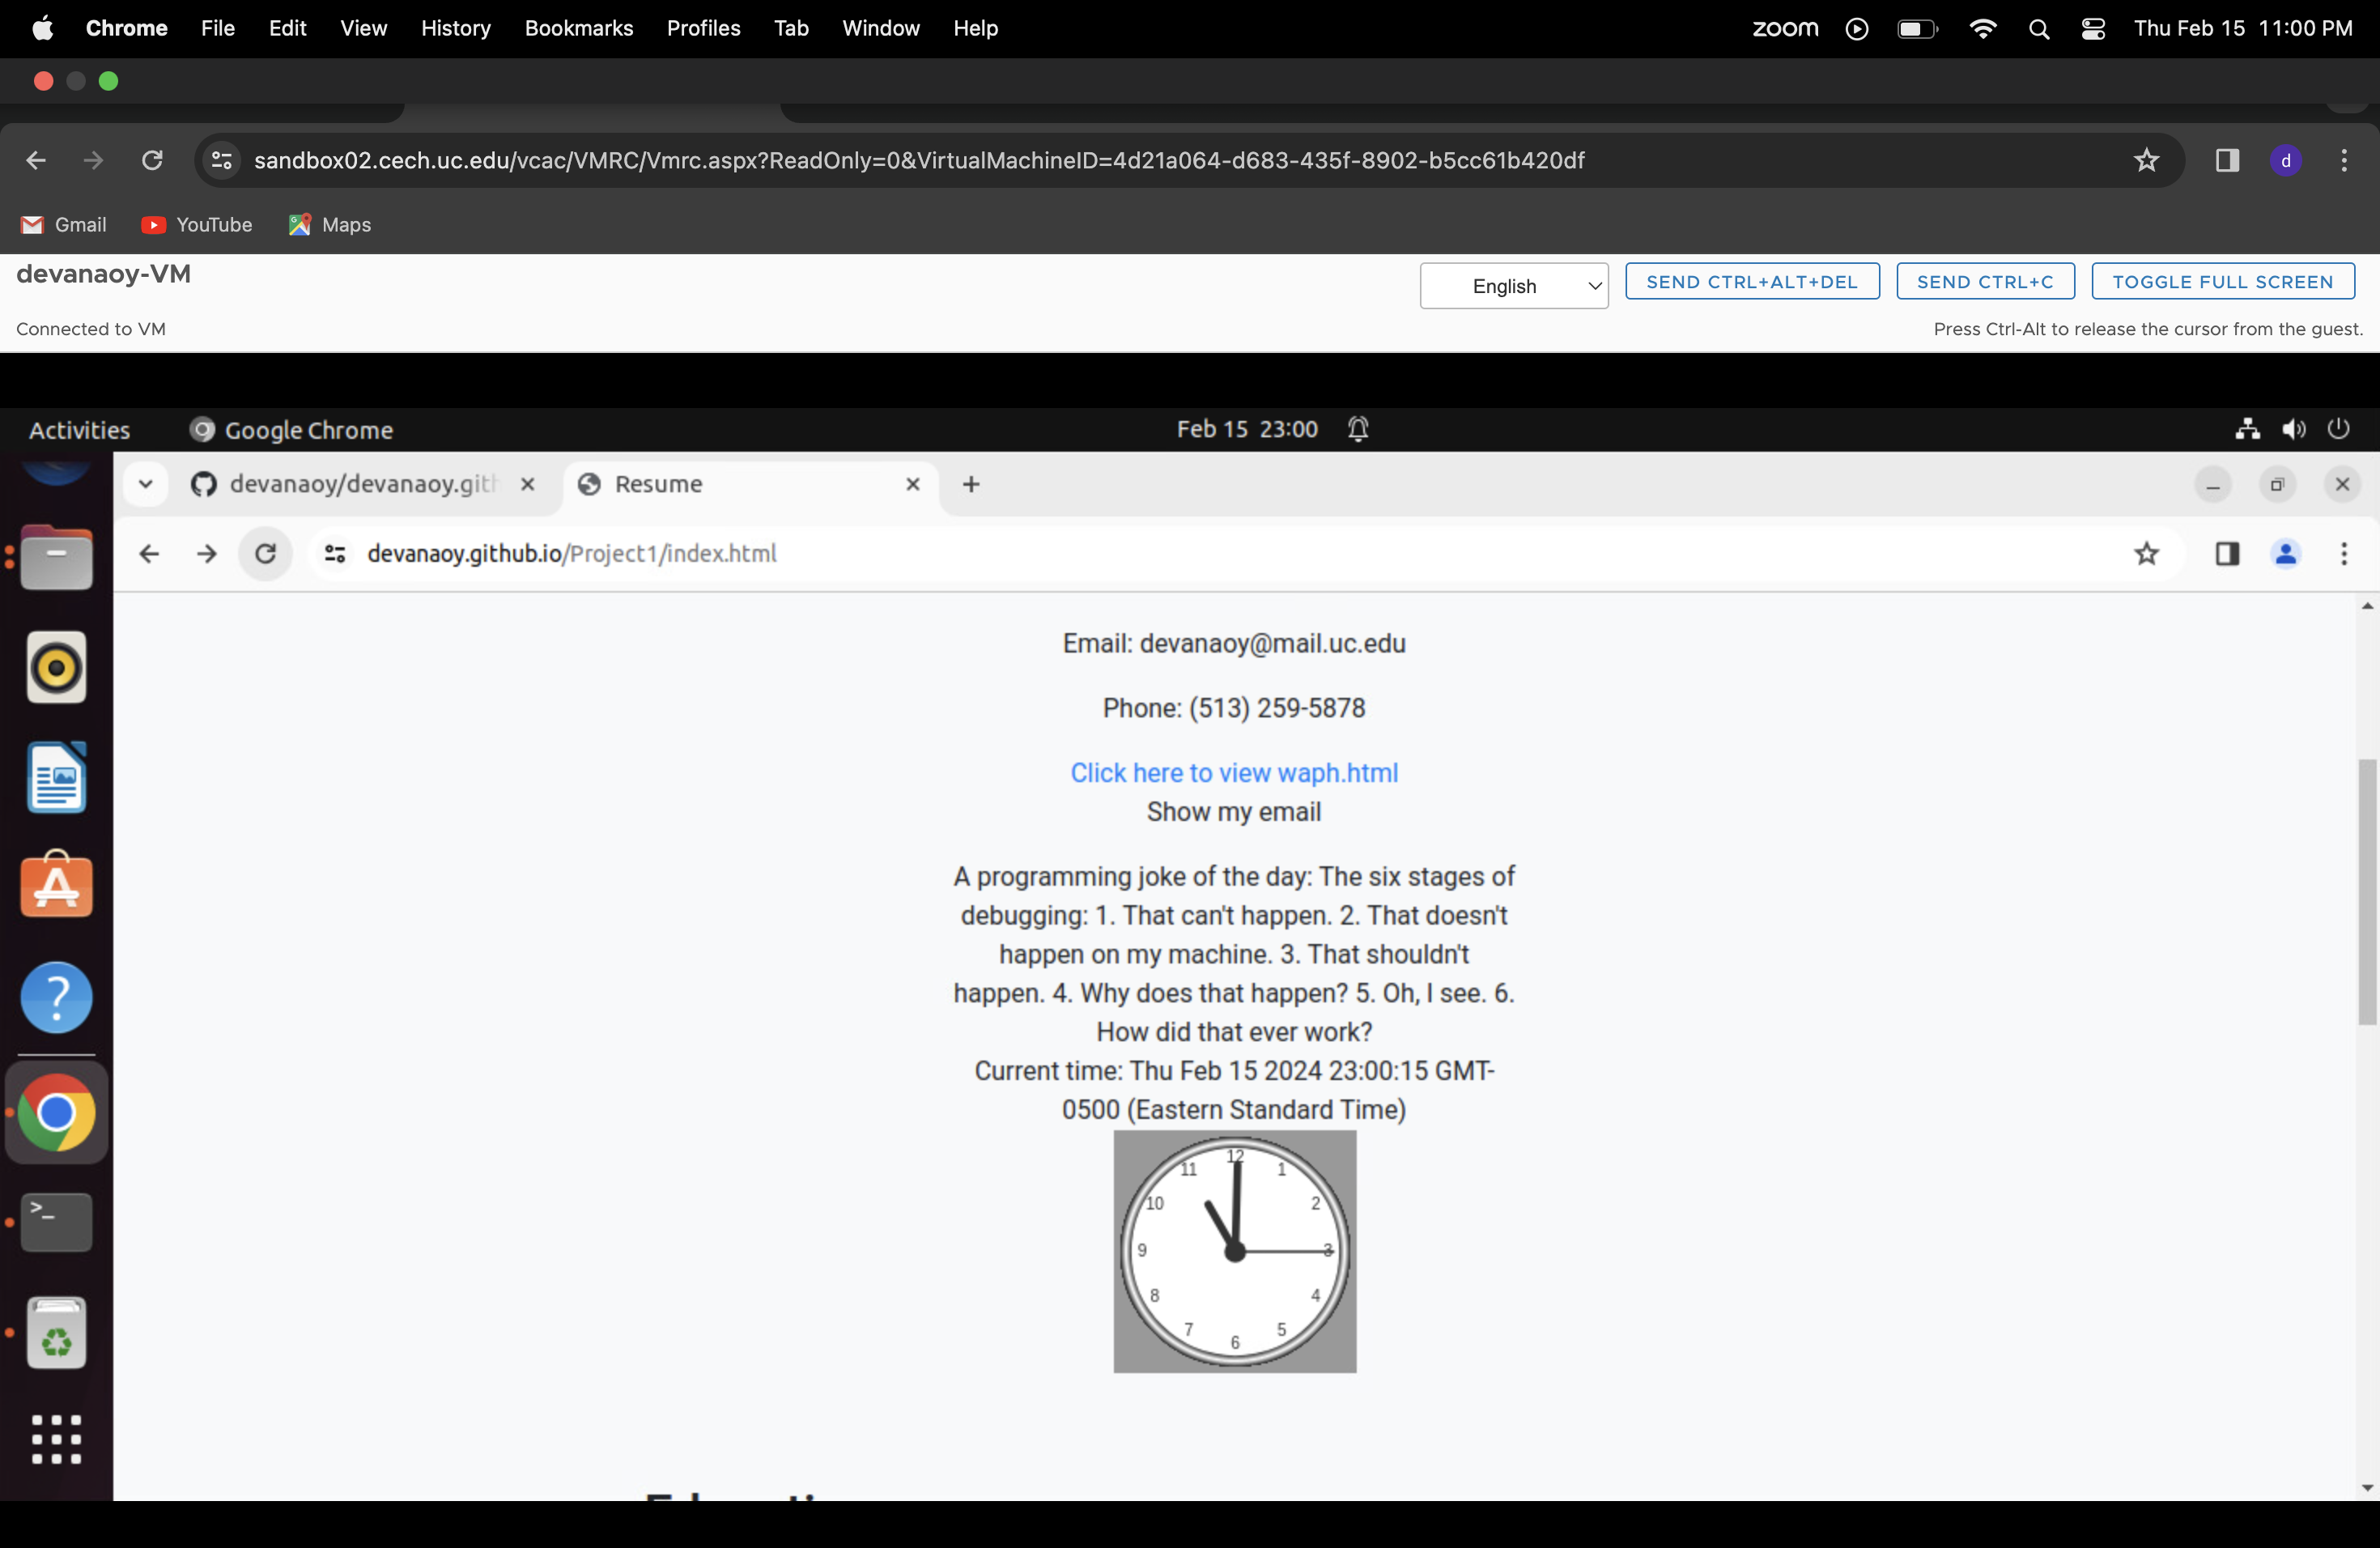 Chrome File Edit View History Bookmarks Profiles Tab Window Help zoom Thu Feb 15 11:00 PM
sandbox02.cech.uc.edu/vcac/VMRC/Vmrc.aspx?ReadOnly=0&VirtualMachineID=4d21a064-d683-435f-8902-b5cc61b420df d
Gmail YouTube Maps
devanaoy-VM
English SEND CTRL+ALT+DEL SEND CTRL+C TOGGLE FULL SCREEN
Connected to VM Press Ctrl-Alt to release the cursor from the guest.
Activities Google Chrome Feb 15 23:00
devanaoy/devanaoy.gith Resume
devanaoy.github.io/Project1/index.html
Email: devanaoy@mail.uc.edu
Phone: (513) 259-5878
Click here to view waph.html
Show my email
A programming joke of the day: The six stages of
debugging: 1. That can't happen. 2. That doesn't
happen on my machine. 3. That shouldn't
happen. 4. Why does that happen? 5. Oh, I see. 6.
How did that ever work?
Current time: Thu Feb 15 2024 23:00:15 GMT-
0500 (Eastern Standard Time)
12
11 1
10 2
9 3
8 4
7 5
6